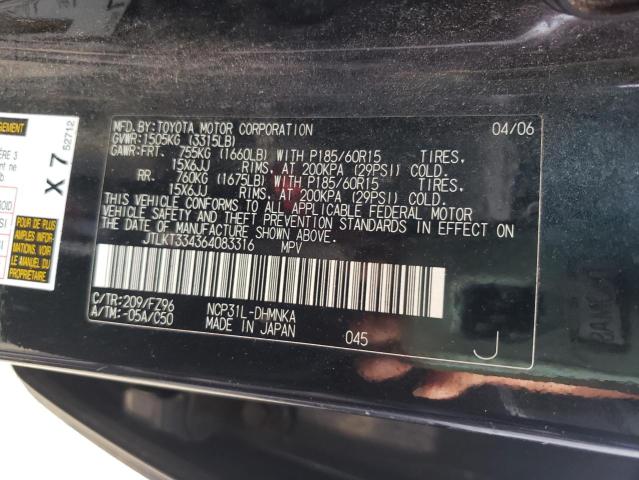 MFD. BY:TOYOTA MOTOR CORPORATION 04/06
GVWR: 1505KG (3315LB)
GAWR:FRT. 755KG (1660LB) WITH P185/60R15 TIRES,
15X6JJ RIMS, AT 200KPA (29PSI) COLD.
RR. 760KG (1675LB) WITH P185/60R15 TIRES,
15X6JJ RIMS, AT 200KPA (29PSI) COLD.
THIS VEHICLE CONFORMS TO ALL APPLICABLE FEDERAL MOTOR
VEHICLE SAFETY AND THEFT PREVENTION STANDARDS IN EFFECT ON
THE DATE OF MANUFACTURE SHOWN ABOVE.
JTLKT334364083316 MPV
C/TR:209/FZ96 NCP31L-DHMNKA
A/TM:-05A/C50 MADE IN JAPAN 045
J
X 7
52712
POUR DE PLUS
AMPLES
INFOR-
MATIONS,
VOIR LE
MANUEL DU